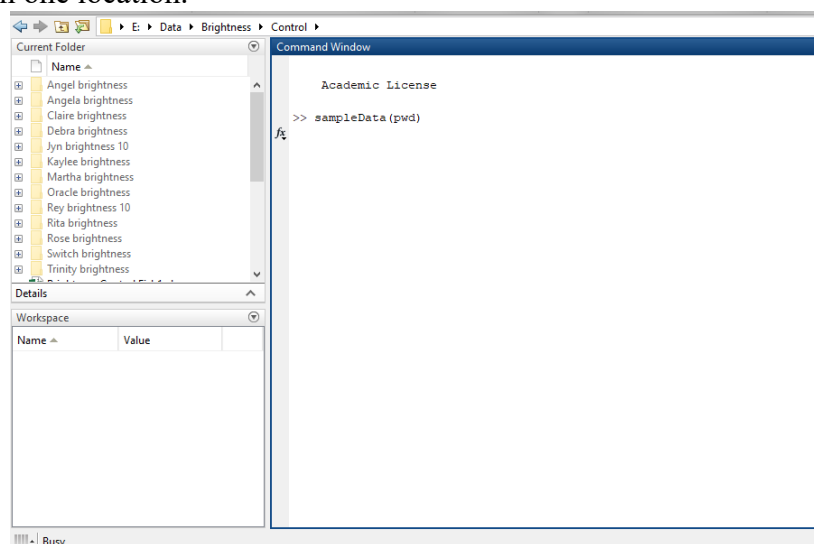 one location.
E: Data Brightness Control
Current Folder
Name
Angel brightness
Angela brightness
Claire brightness
Debra brightness
Jyn brightness 10
Kaylee brightness
Martha brightness
Oracle brightness
Rey brightness 10
Rita brightness
Rose brightness
Switch brightness
Trinity brightness
Details
Workspace
Name Value
Busy
Command Window
Academic License
>> sampleData(pwd)
fx